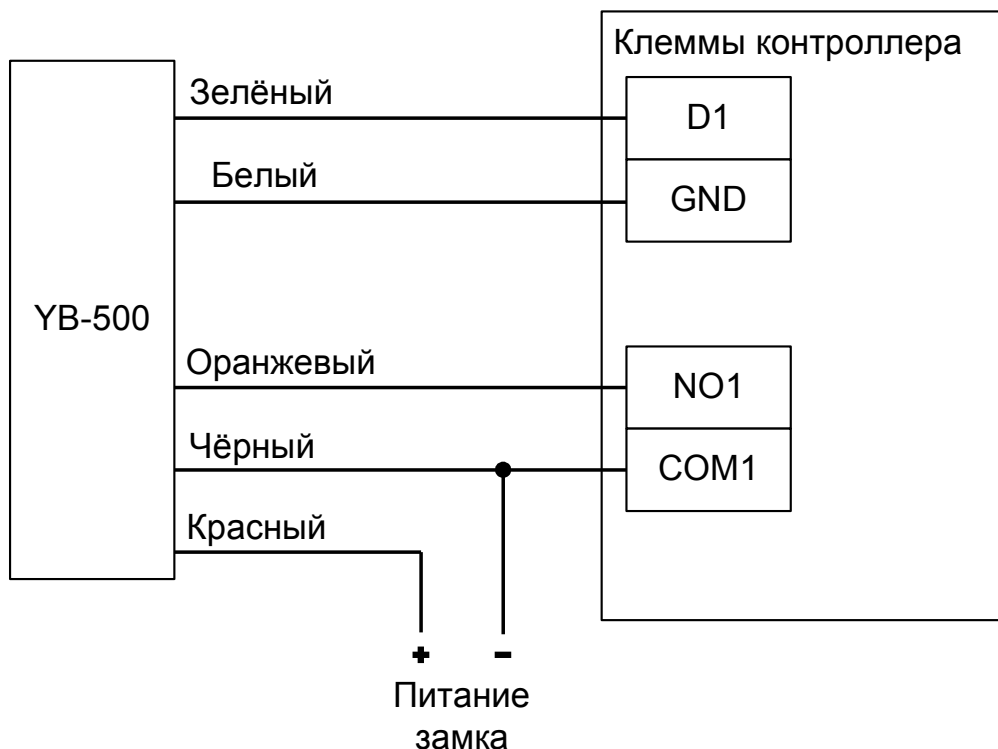 Клеммы контроллера
Зелёный
D1
Белый
GND
YB-500
Оранжевый
NO1
Чёрный
COM1
Красный
+ -
Питание
замка